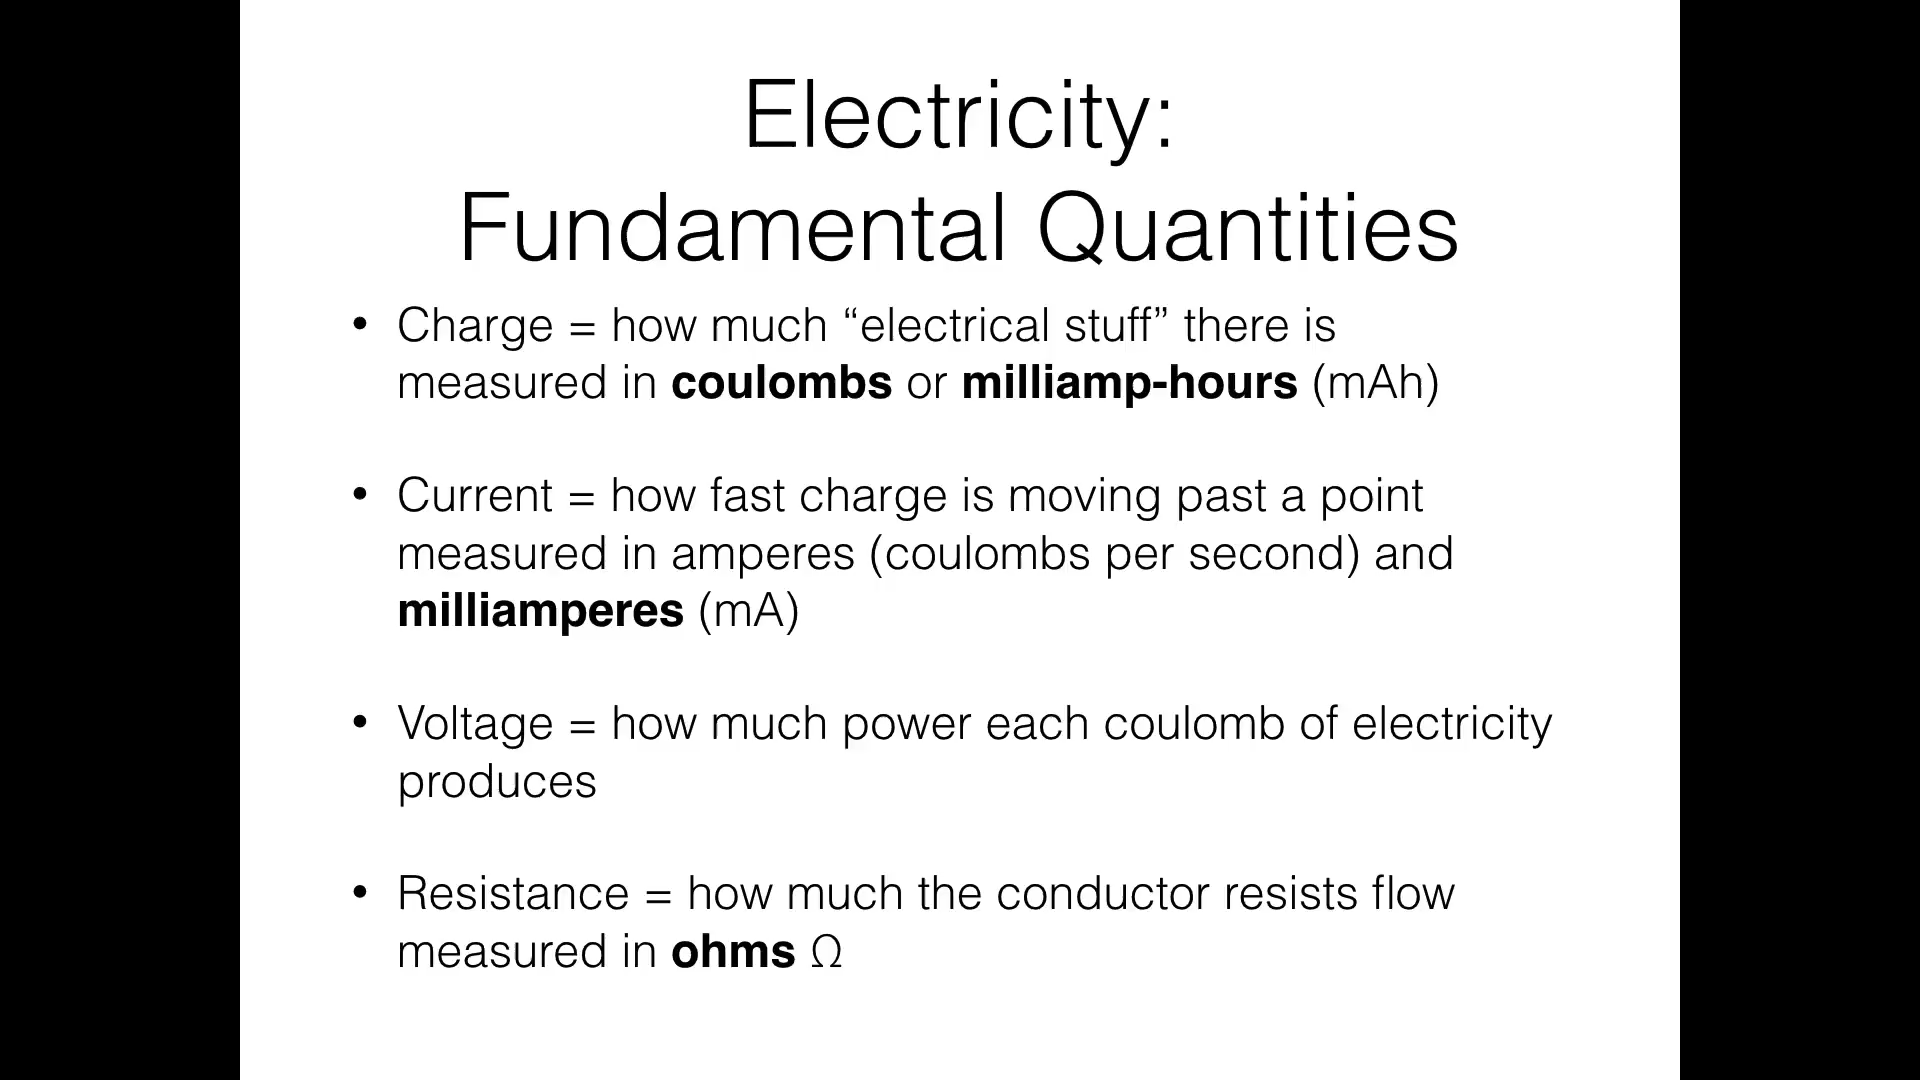 Electricity:
Fundamental Quantities
• Charge = how much “electrical stuff” there is
measured in coulombs or milliamp-hours (mAh)
• Current = how fast charge is moving past a point
measured in amperes (coulombs per second) and
milliamperes (mA)
• Voltage = how much power each coulomb of electricity
produces
• Resistance = how much the conductor resists flow
measured in ohms Ω